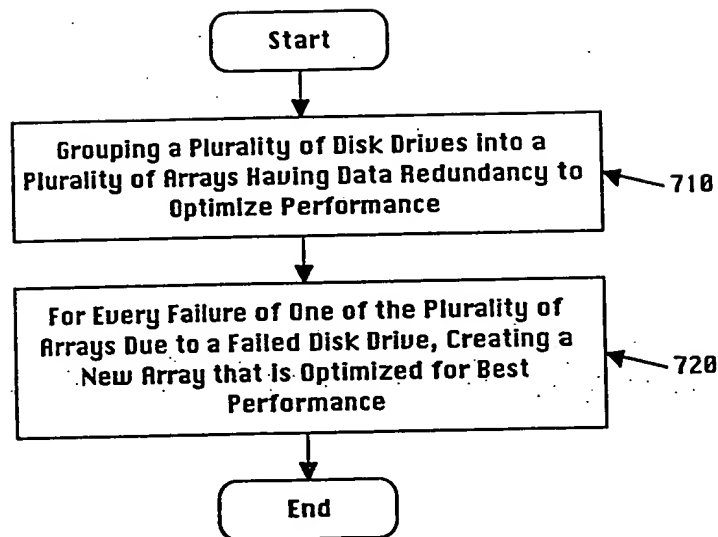 Start
Grouping a Plurality of Disk Drives into a
Plurality of Arrays Having Data Redundancy to
Optimize Performance
710
For Every Failure of One of the Plurality of
Arrays Due to a Failed Disk Drive, Creating a
New Array that is Optimized for Best
Performance
720
End